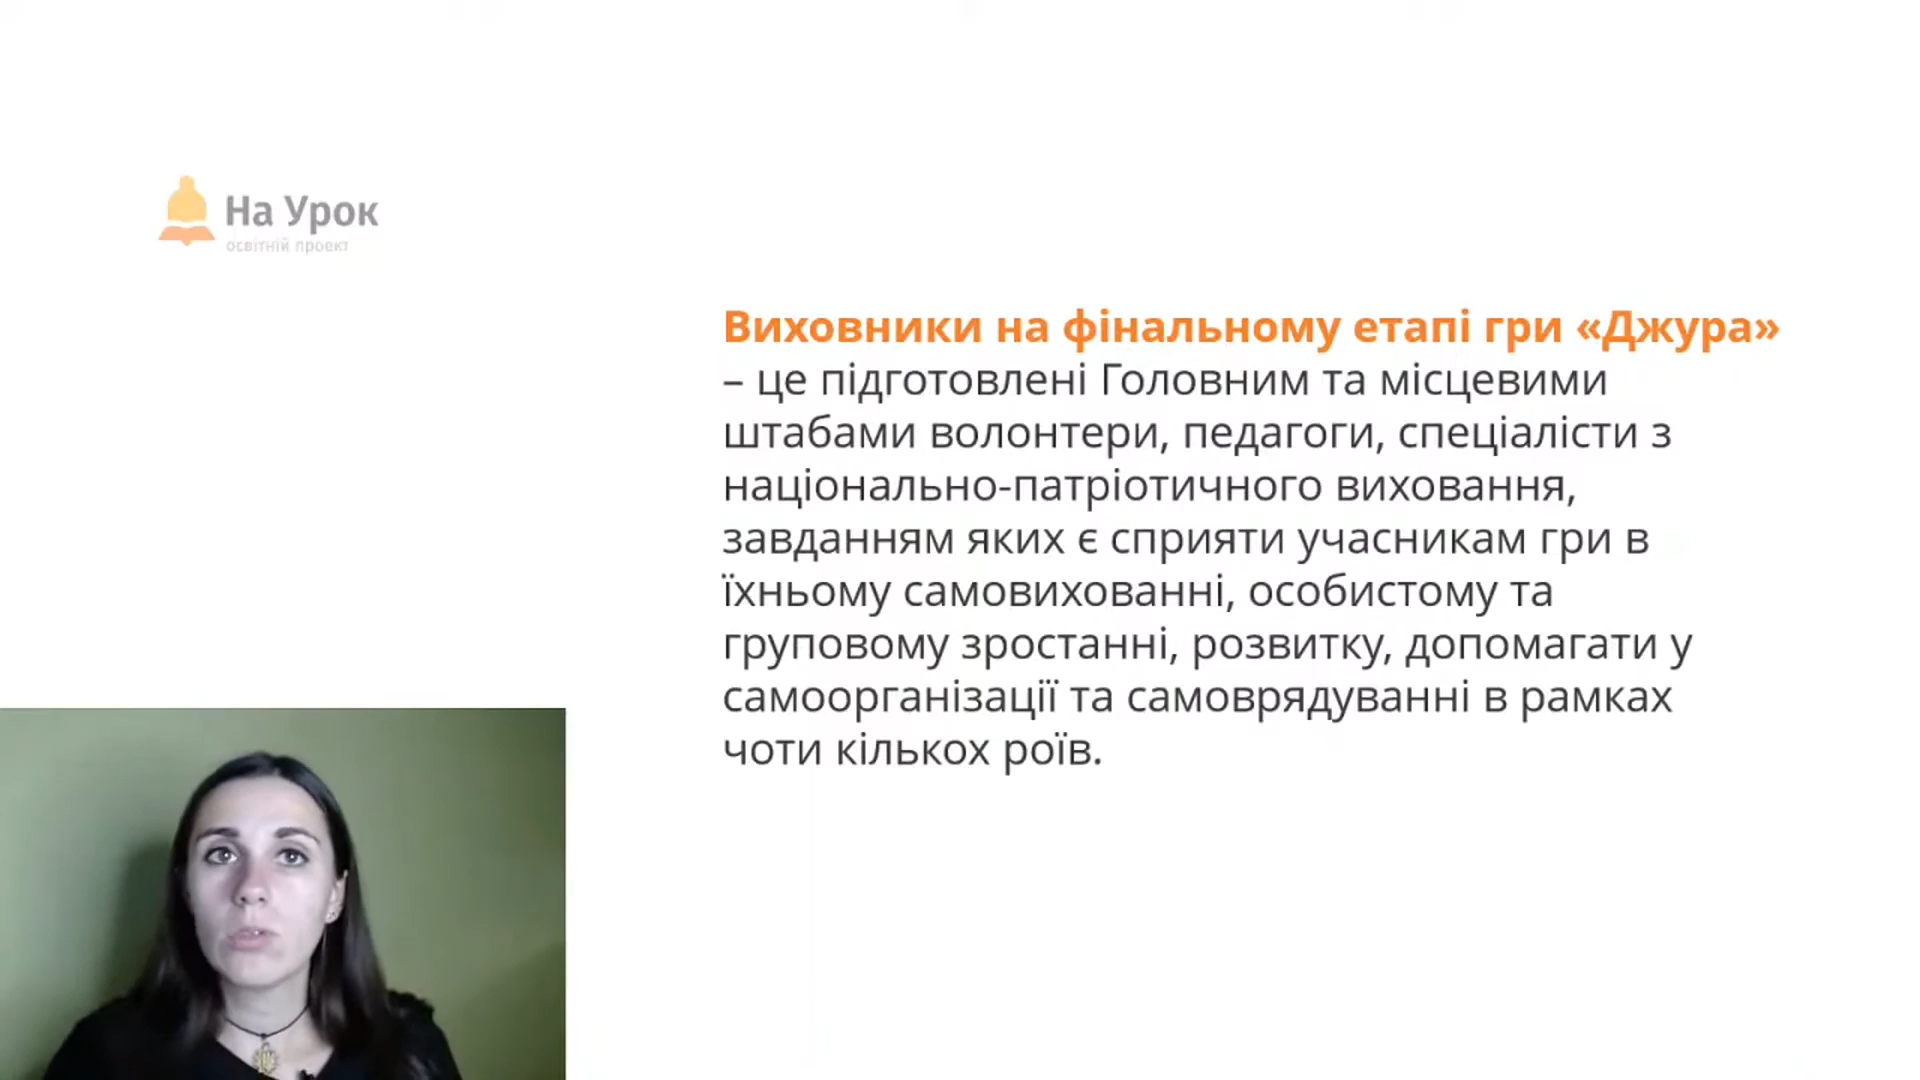 На Урок
освітній проект
Виховники на фінальному етапі гри «Джура»
– це підготовлені Головним та місцевими
штабами волонтери, педагоги, спеціалісти з
національно-патріотичного виховання,
завданням яких є сприяти учасникам гри в
їхньому самовихованні, особистому та
груповому зростанні, розвитку, допомагати у
самоорганізації та самоврядуванні в рамках
чоти кількох роїв.